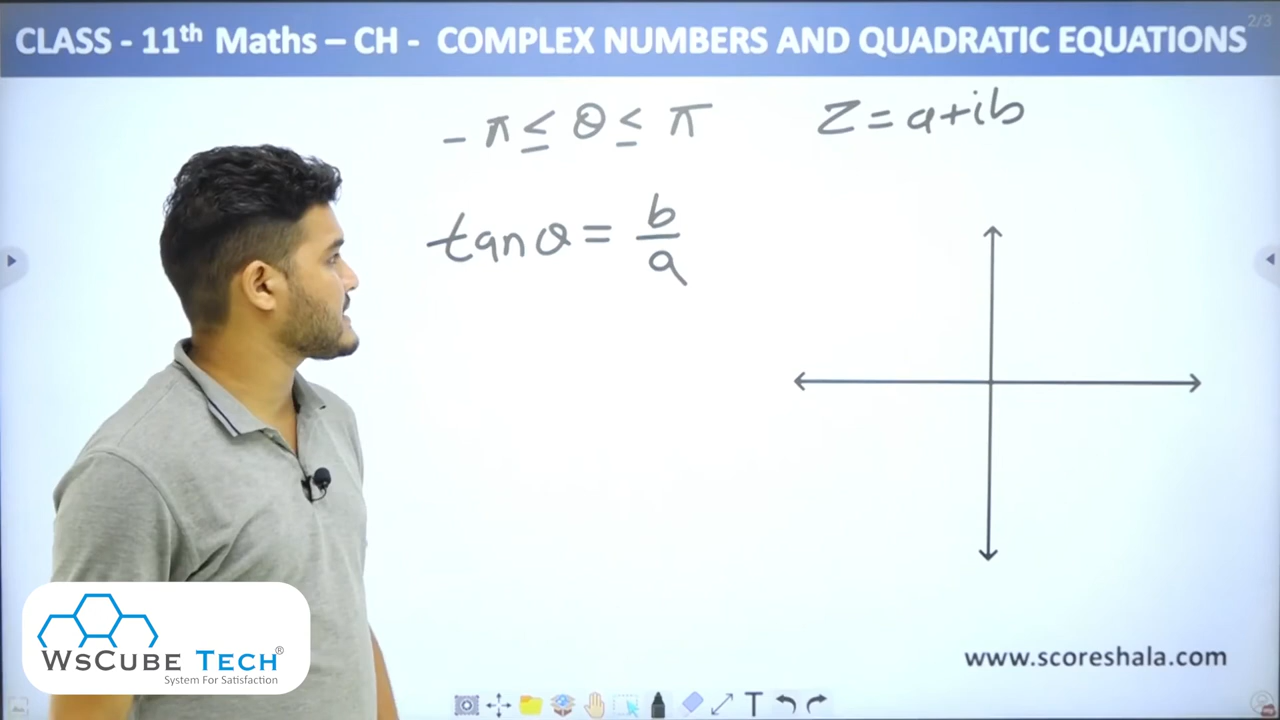 2/3
CLASS - 11th Maths – CH - COMPLEX NUMBERS AND QUADRATIC EQUATIONS
- π ≤ θ ≤ π
z = a+ib
tan θ = b/a
WsCube Tech®
System For Satisfaction
www.scoreshala.com
T